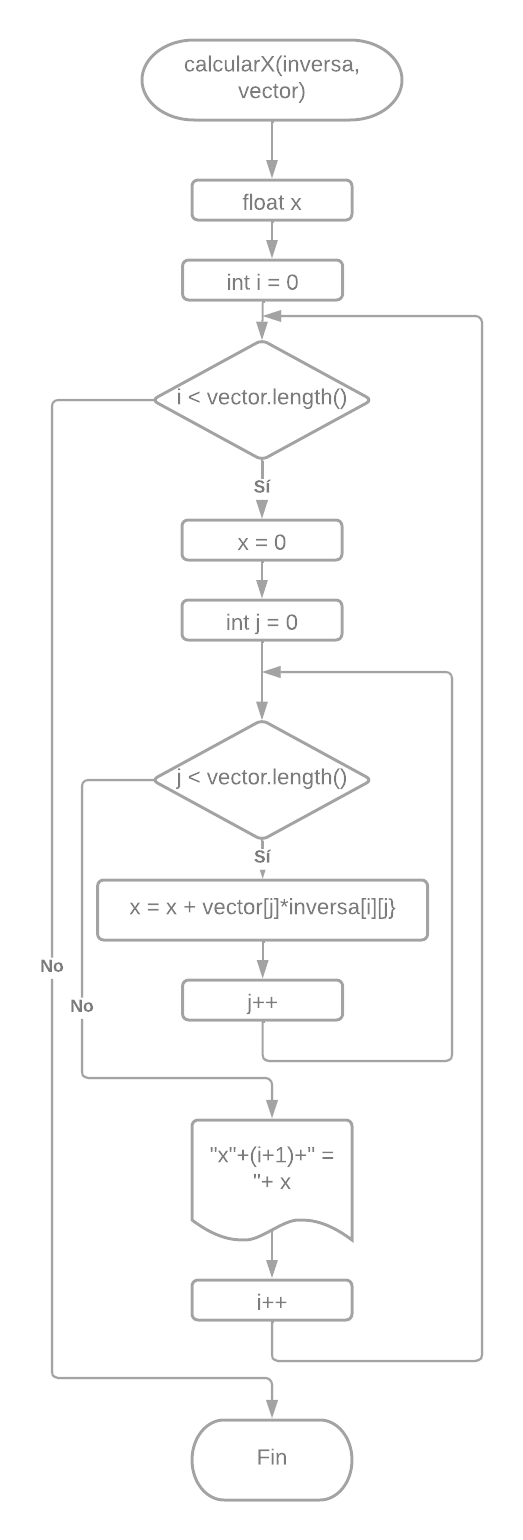 calcularX(inversa,
vector)
float x
int i = 0
i < vector.length()
Sí
x = 0
int j = 0
j < vector.length()
Sí
x = x + vector[j]*inversa[i][j}
No
j++
No
"x"+(i+1)+" =
"+ x
i++
Fin